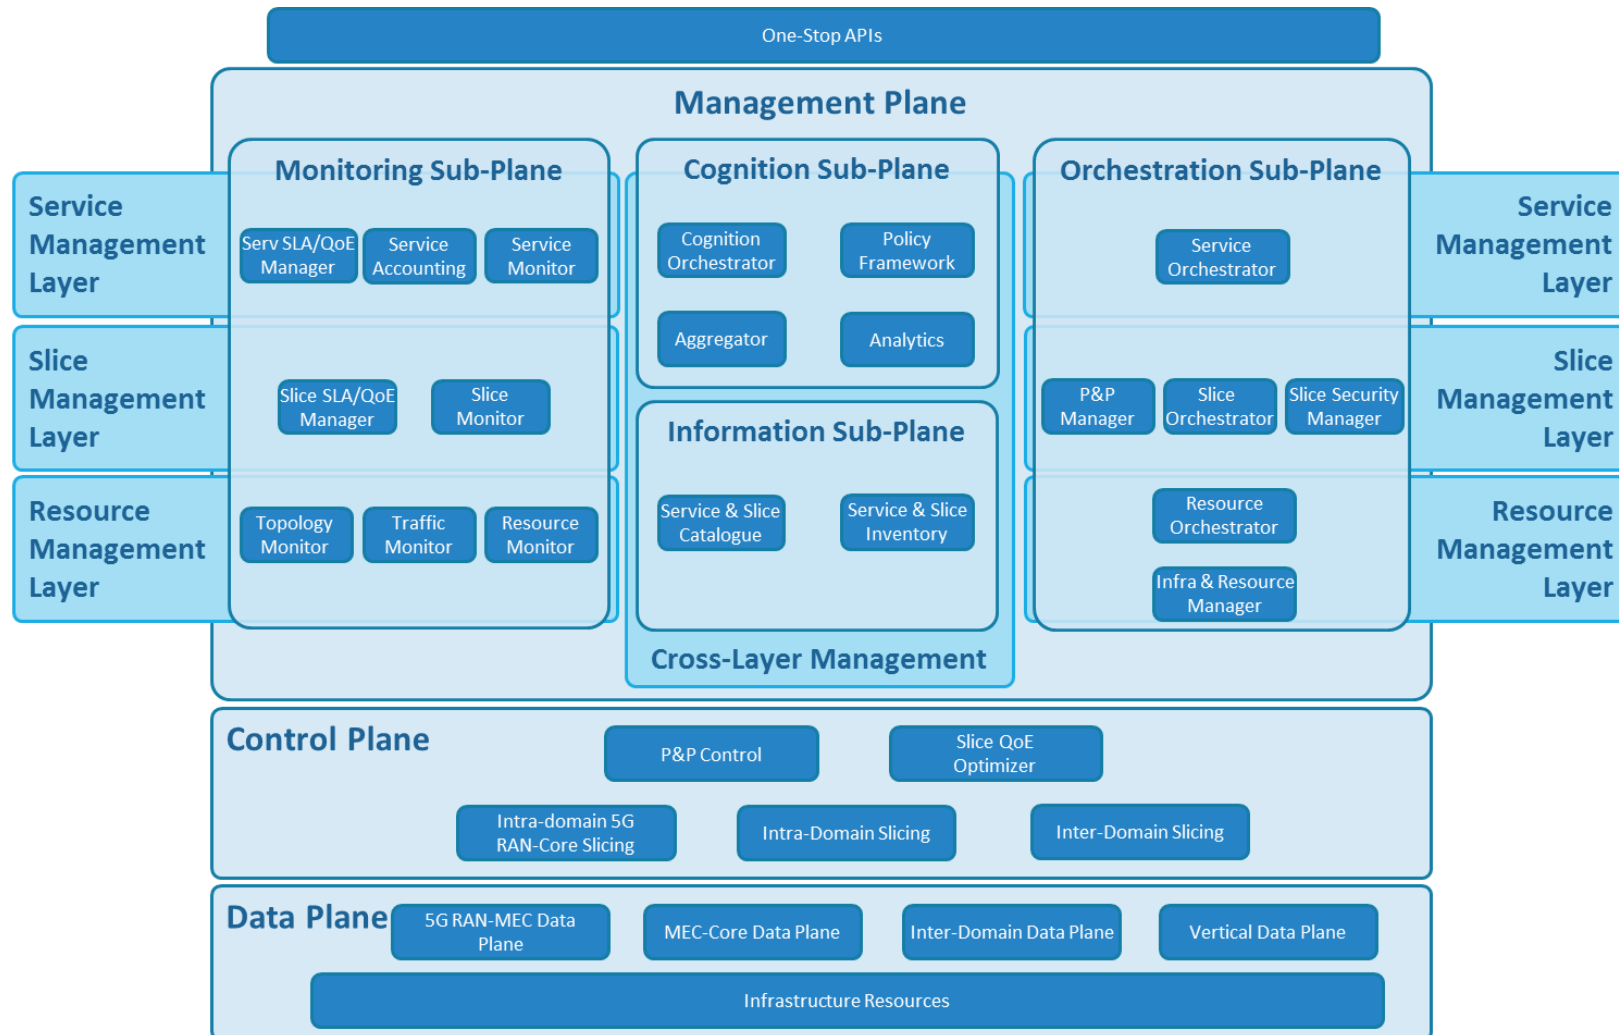 One-Stop APIs
Management Plane
Monitoring Sub-Plane
Cognition Sub-Plane
Orchestration Sub-Plane
Service
Management
Layer
Serv SLA/QoE
Manager
Service
Accounting
Service
Monitor
Cognition
Orchestrator
Policy
Framework
Service
Orchestrator
Service
Management
Layer
Aggregator
Analytics
Slice
Management
Layer
Slice SLA/QoE
Manager
Slice
Monitor
P&P
Manager
Slice
Orchestrator
Slice Security
Manager
Slice
Management
Layer
Information Sub-Plane
Resource
Management
Layer
Topology
Monitor
Traffic
Monitor
Resource
Monitor
Service & Slice
Catalogue
Service & Slice
Inventory
Resource
Orchestrator
Infra & Resource
Manager
Resource
Management
Layer
Cross-Layer Management
Control Plane
P&P Control
Slice QoE
Optimizer
Intra-domain 5G
RAN-Core Slicing
Intra-Domain Slicing
Inter-Domain Slicing
Data Plane
5G RAN-MEC Data
Plane
MEC-Core Data Plane
Inter-Domain Data Plane
Vertical Data Plane
Infrastructure Resources